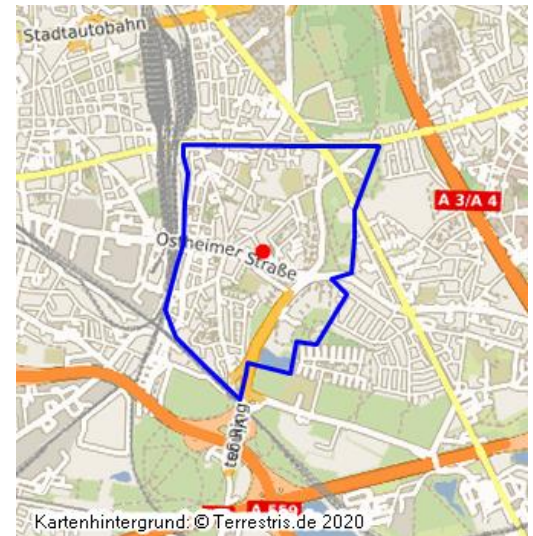 Stadtautobahn
A 3/A 4
Ostheimer Straße
A 559
Kartenhintergrund: © Terrestris.de 2020